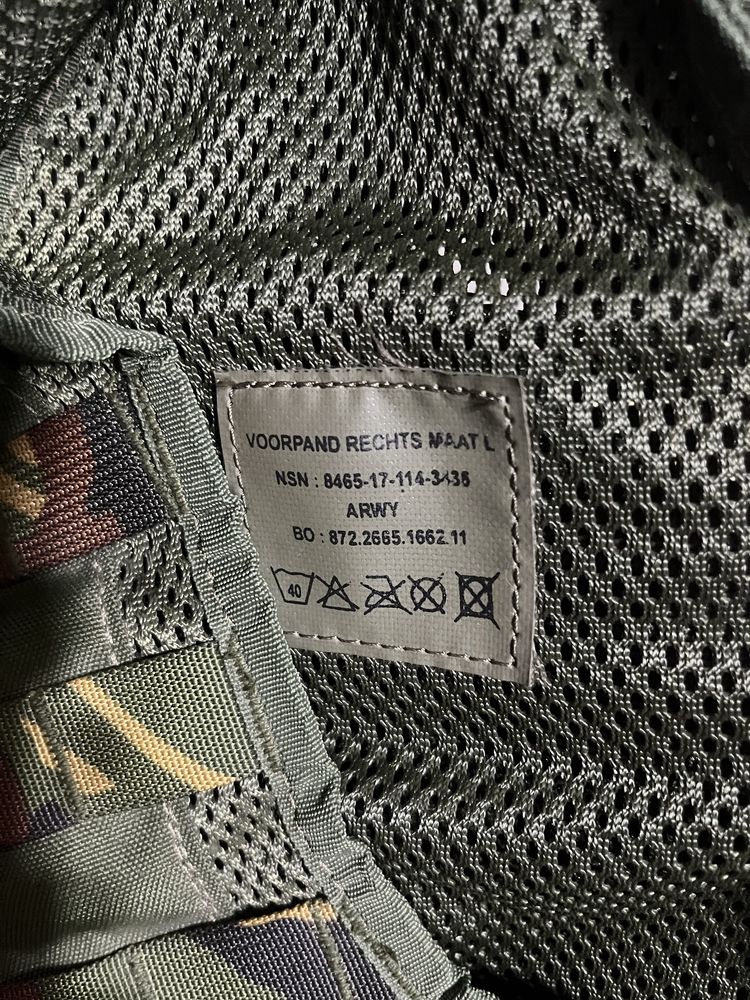 VOORPAND RECHTS MAAT L
NSN : 8465-17-114-3436
ARWY
BO : 872.2665.1662.11
40